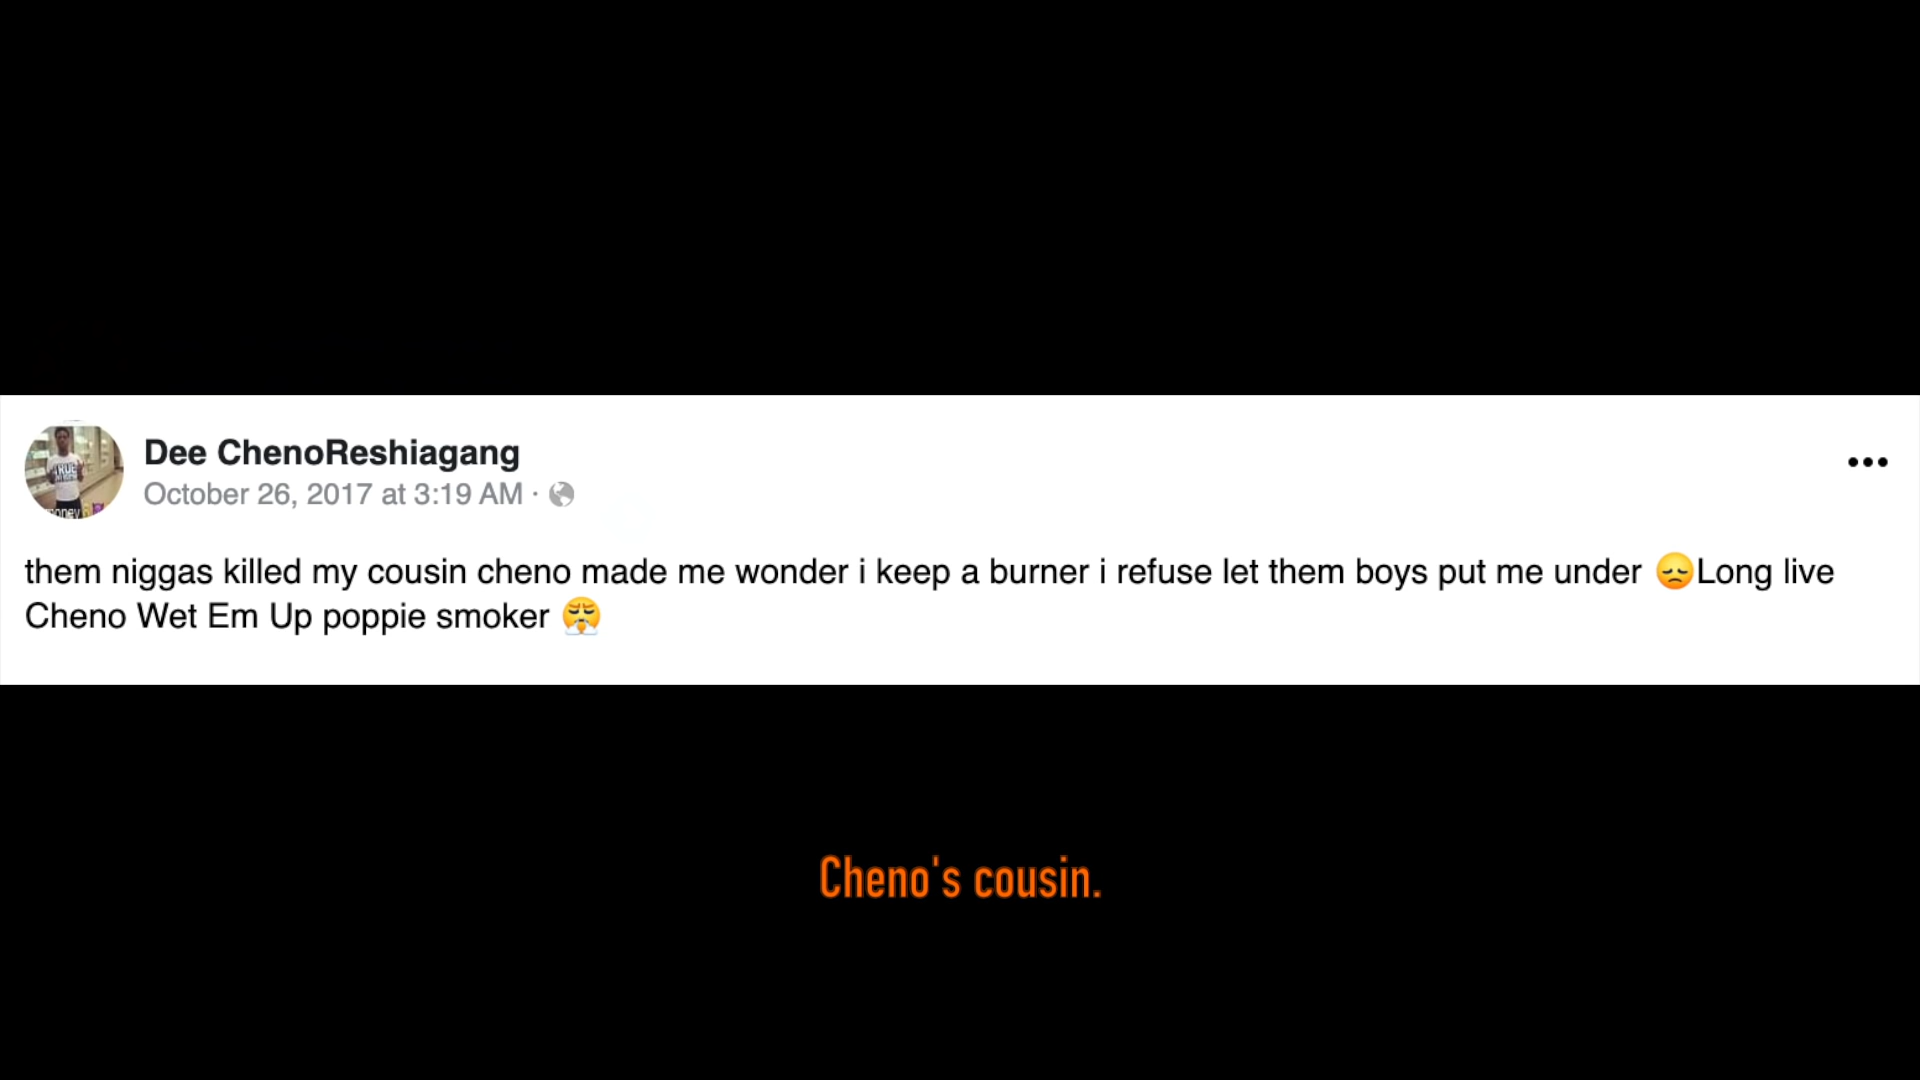 Dee ChenoReshiagang
October 26, 2017 at 3:19 AM ·
them niggas killed my cousin cheno made me wonder i keep a burner i refuse let them boys put me under 😞Long live
Cheno Wet Em Up poppie smoker 😤
Cheno's cousin.